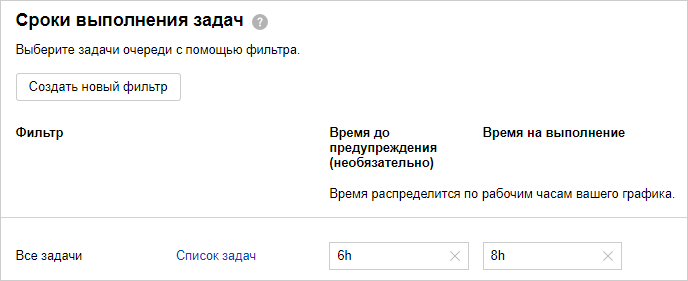 Сроки выполнения задач ?
Выберите задачи очереди с помощью фильтра.
Создать новый фильтр
Фильтр Время до предупреждения (необязательно) Время на выполнение
Время распределится по рабочим часам вашего графика.
Все задачи Список задач 6h 8h